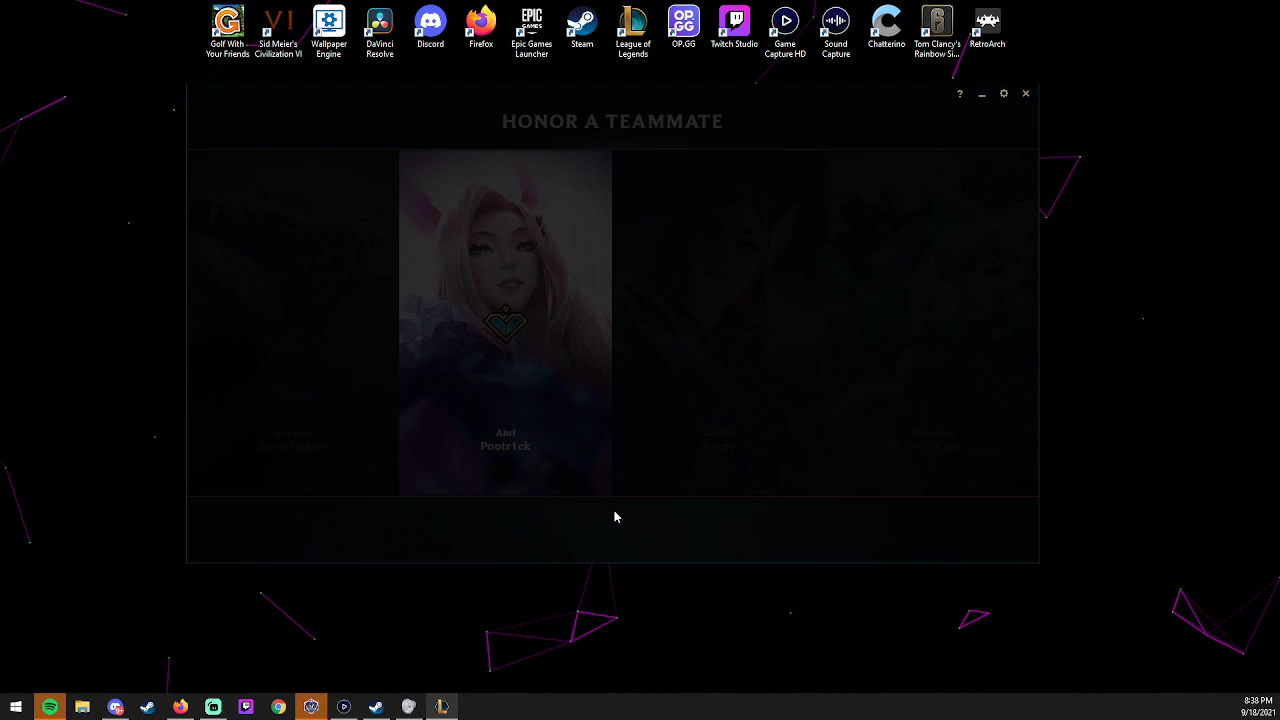 Golf With
Your Friends
Sid Meier's
Civilization VI
Wallpaper
Engine
DaVinci
Resolve
Discord
Firefox
EPIC
GAMES
Epic Games
Launcher
Steam
League of
Legends
OP.
GG
OP.GG
Twitch Studio
Game
Capture HD
Sound
Capture
Chatterino
Tom Clancy's
Rainbow Si...
RetroArch
VI
?
HONOR A TEAMMATE
Ahri
Pootr1ck
8:38 PM
9/18/2021